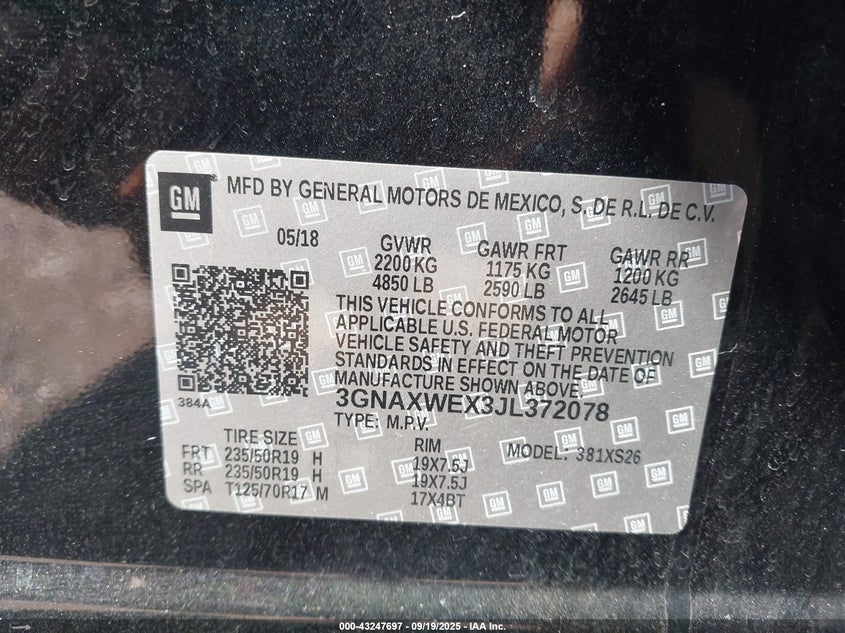 GM
MFD BY GENERAL MOTORS DE MEXICO, S. DE R.L. DE C.V.
05/18 GVWR GAWR FRT GAWR RR
2200 KG 1175 KG 1200 KG
4850 LB 2590 LB 2645 LB
THIS VEHICLE CONFORMS TO ALL
APPLICABLE U.S. FEDERAL MOTOR
VEHICLE SAFETY AND THEFT PREVENTION
STANDARDS IN EFFECT ON THE DATE OF
MANUFACTURE SHOWN ABOVE.
384A
3GNAXWEX3JL372078
TYPE: M.P.V. MODEL: 381XS26
TIRE SIZE RIM
FRT 235/50R19 H 19X7.5J
RR 235/50R19 H 19X7.5J
SPA T125/70R17 M 17X4BT
000-43247697 - 09/19/2025 - IAA Inc.